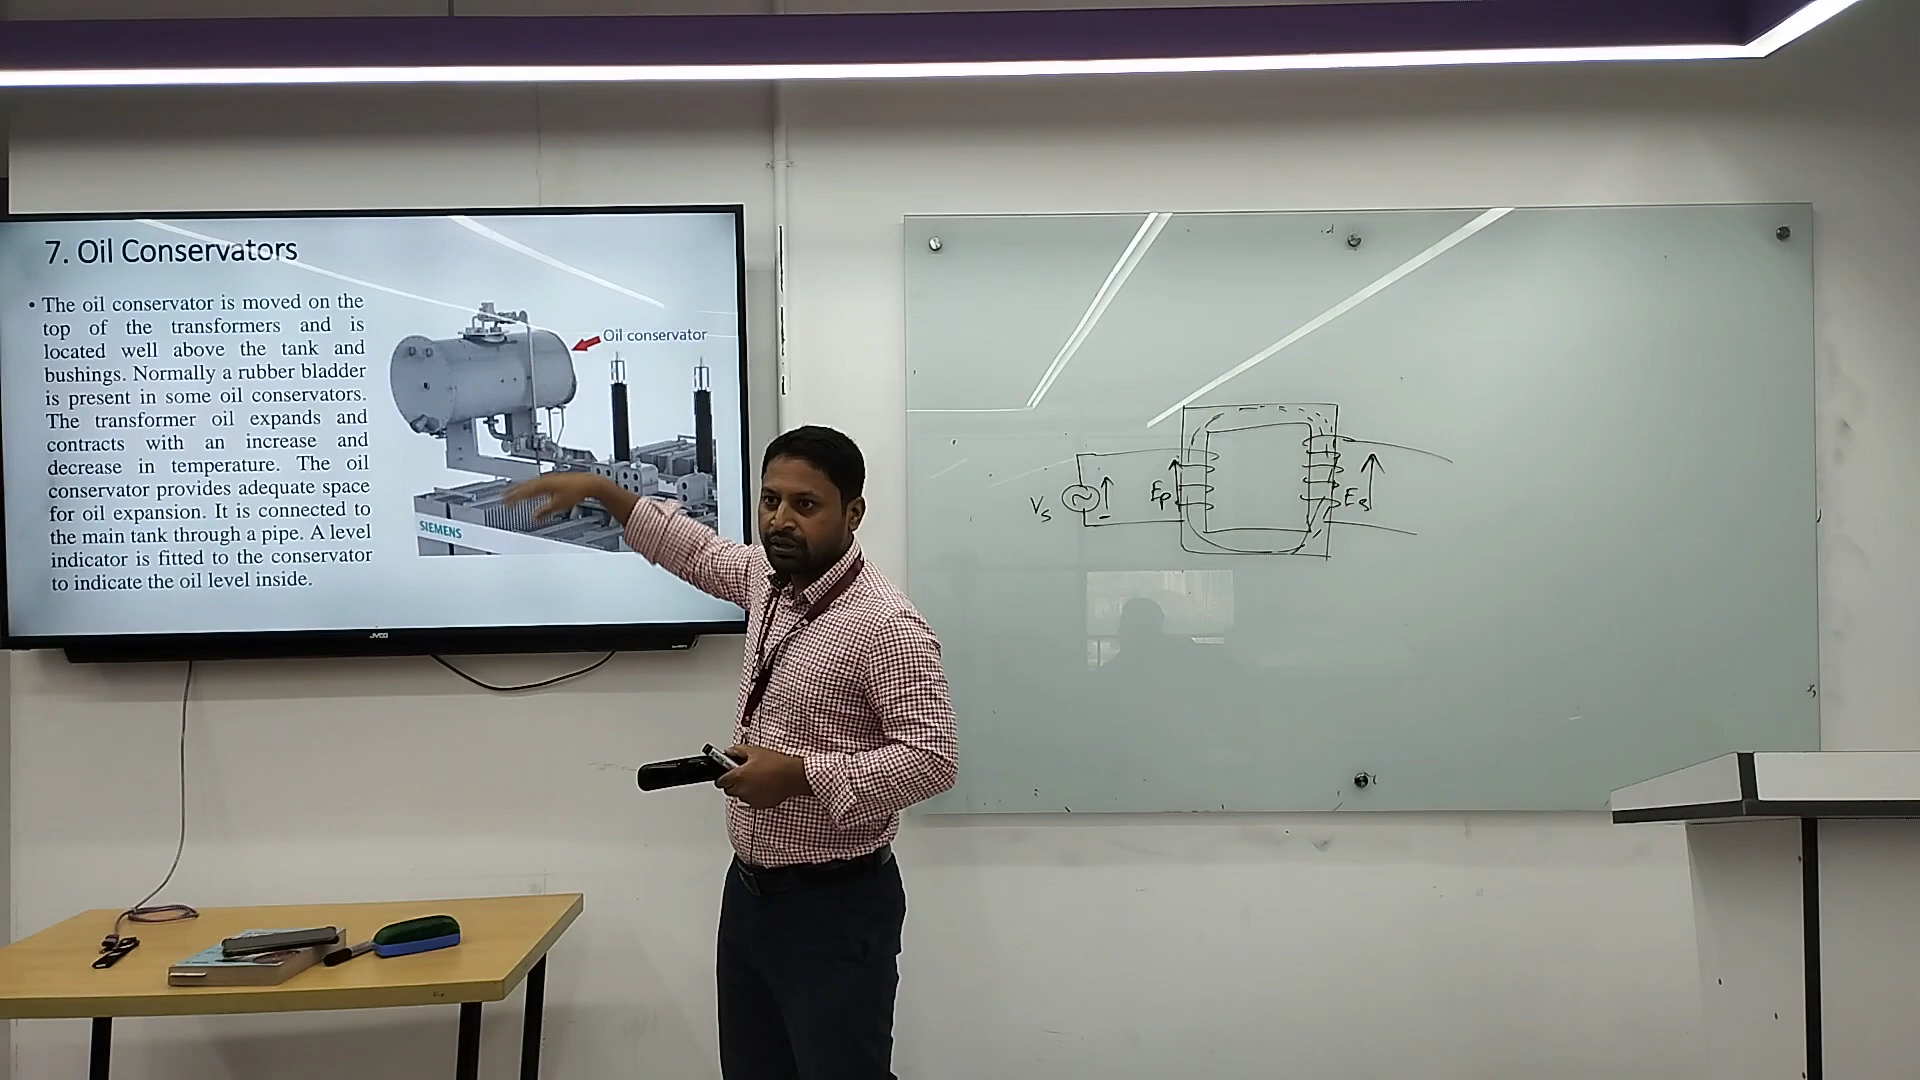 7. Oil Conservators
• The oil conservator is moved on the
top of the transformers and is
located well above the tank and
bushings. Normally a rubber bladder
is present in some oil conservators.
The transformer oil expands and
contracts with an increase and
decrease in temperature. The oil
conservator provides adequate space
for oil expansion. It is connected to
the main tank through a pipe. A level
indicator is fitted to the conservator
to indicate the oil level inside.
Oil conservator
SIEMENS
JVCO
Vs
Ep
Es